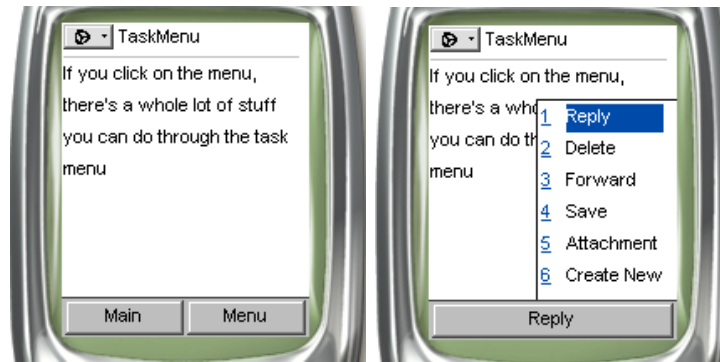 TaskMenu
If you click on the menu,
there's a whole lot of stuff
you can do through the task
menu
Main Menu
TaskMenu
If you click on the menu,
there's a who
you can do th
menu
1 Reply
2 Delete
3 Forward
4 Save
5 Attachment
6 Create New
Reply